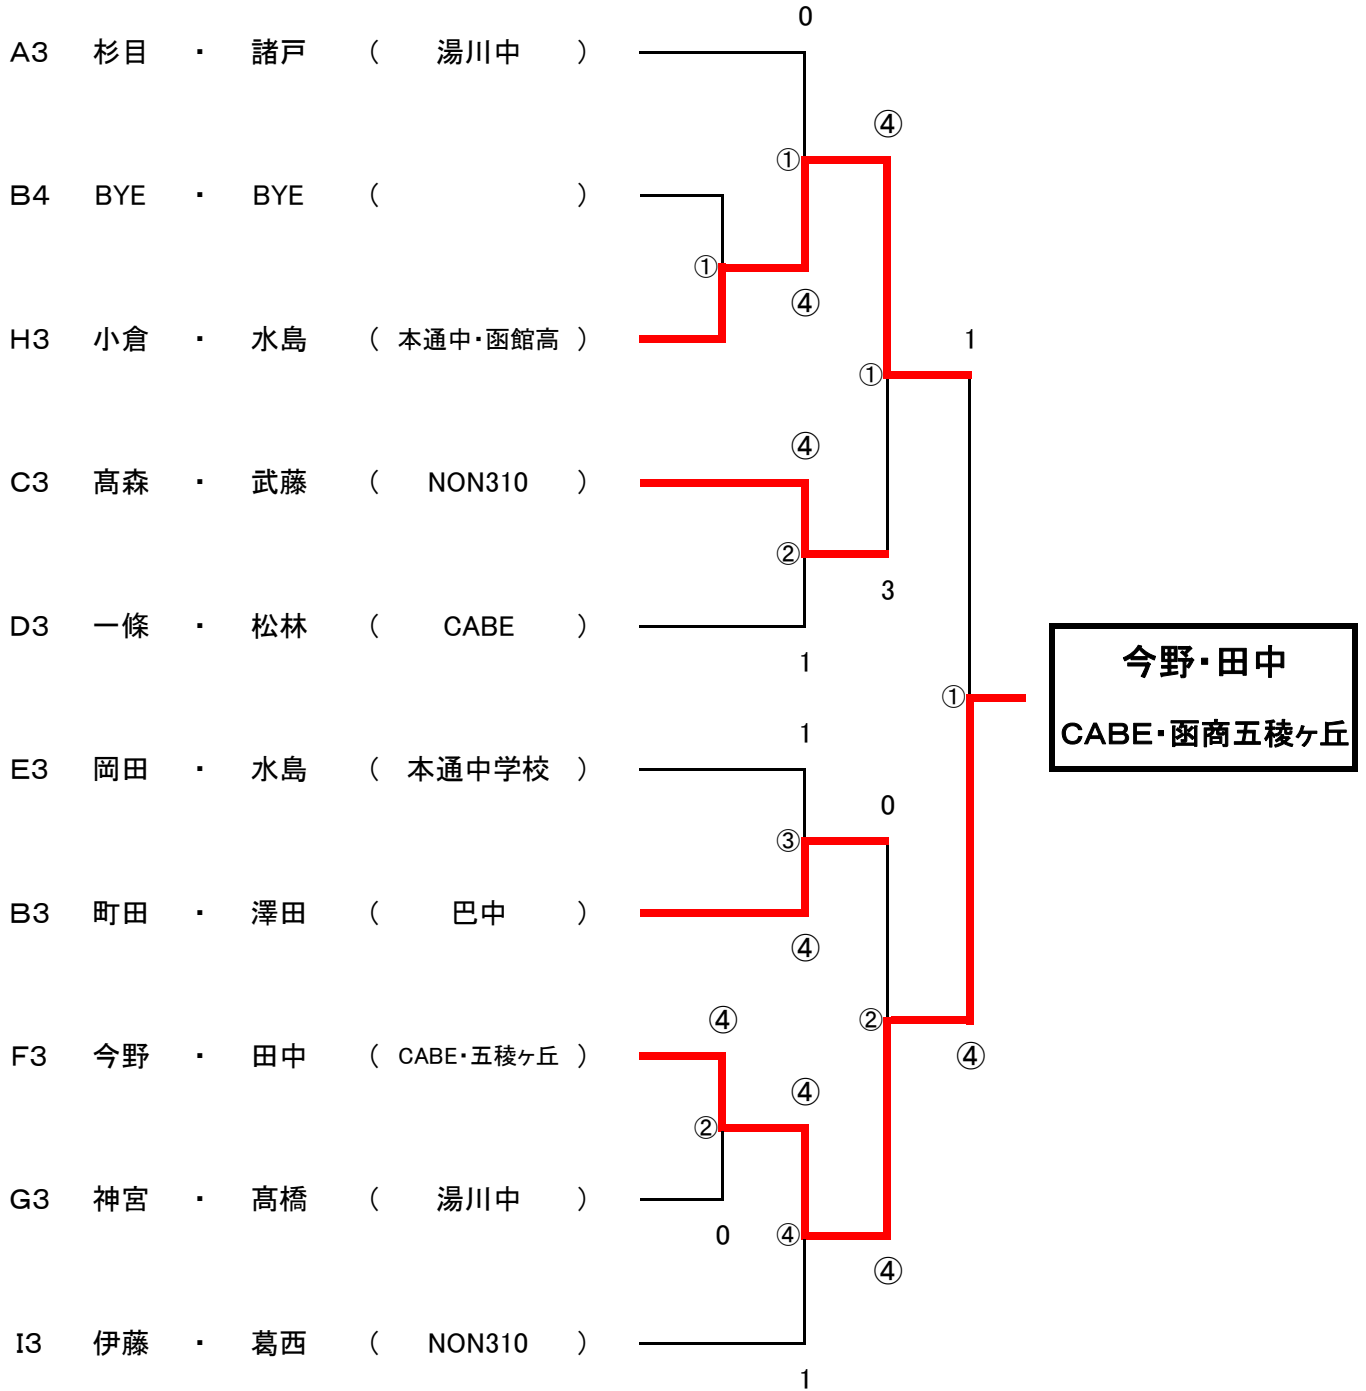 0
A3 杉目 ・ 諸戸 ( 湯川中 )
④
①
B4 BYE ・ BYE ( )
①
④
H3 小倉 ・ 水島 ( 本通中・函館高 )
1
①
④
C3 髙森 ・ 武藤 ( NON310 )
②
3
D3 一條 ・ 松林 ( CABE )
1
今野・田中
①
CABE・函商五稜ヶ丘
1
E3 岡田 ・ 水島 ( 本通中学校 )
0
③
B3 町田 ・ 澤田 ( 巴中 )
④
④
②
F3 今野 ・ 田中 ( CABE・五稜ヶ丘 )
④
④
②
G3 神宮 ・ 髙橋 ( 湯川中 )
0
④
④
I3 伊藤 ・ 葛西 ( NON310 )
1